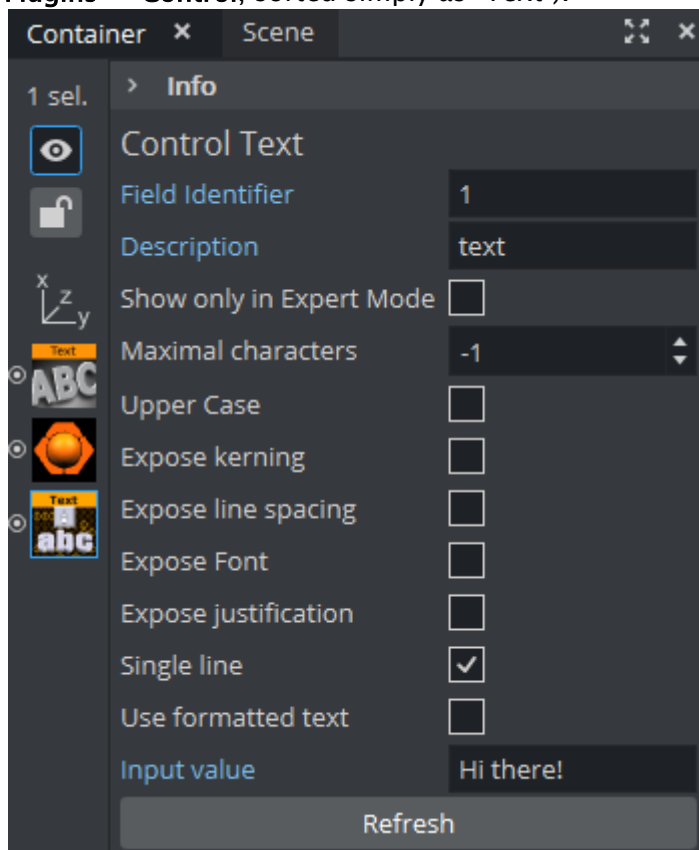 Plugins Control, sorted simply as "Text").
Container × Scene ×
1 sel.
> Info
Control Text
Field Identifier 1
Description text
Show only in Expert Mode
x
z
y
Text
ABC
Maximal characters -1
Upper Case
Expose kerning
Text
abc
Expose line spacing
Expose Font
Expose justification
Single line
Use formatted text
Input value Hi there!
Refresh